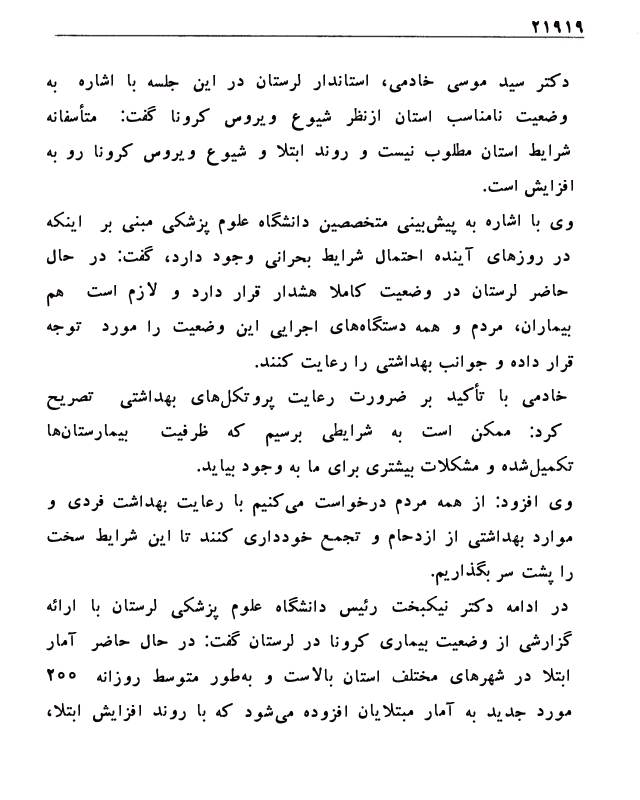 ۲۱۹۱۹
دکتر سید موسی خادمی، استاندار لرستان در این جلسه با اشاره به
وضعیت نامناسب استان ازنظر شیوع ویروس کرونا گفت: متأسفانه
شرایط استان مطلوب نیست و روند ابتلا و شیوع ویروس کرونا رو به
افزایش است.
وی با اشاره به پیش‌بینی متخصصین دانشگاه علوم پزشکی مبنی بر اینکه
در روزهای آینده احتمال شرایط بحرانی وجود دارد، گفت: در حال
حاضر لرستان در وضعیت کاملا هشدار قرار دارد و لازم است هم
بیماران، مردم و همه دستگاه‌های اجرایی این وضعیت را مورد توجه
قرار داده و جوانب بهداشتی را رعایت کنند.
خادمی با تأکید بر ضرورت رعایت پروتکل‌های بهداشتی تصریح
کرد: ممکن است به شرایطی برسیم که ظرفیت بیمارستان‌ها
تکمیل‌شده و مشکلات بیشتری برای ما به وجود بیاید.
وی افزود: از همه مردم درخواست می‌کنیم با رعایت بهداشت فردی و
موارد بهداشتی از ازدحام و تجمع خودداری کنند تا این شرایط سخت
را پشت سر بگذاریم.
در ادامه دکتر نیکبخت رئیس دانشگاه علوم پزشکی لرستان با ارائه
گزارشی از وضعیت بیماری کرونا در لرستان گفت: در حال حاضر آمار
ابتلا در شهرهای مختلف استان بالاست و به‌طور متوسط روزانه ۲۰۰
مورد جدید به آمار مبتلایان افزوده می‌شود که با روند افزایش ابتلا،